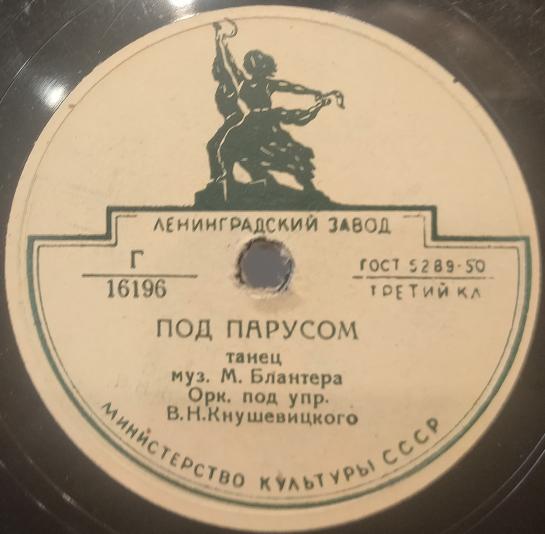 ЛЕНИНГРАДСКИЙ ЗАВОД
Г
16196
ГОСТ 5289-50
ТРЕТИЙ КЛ
ПОД ПАРУСОМ
танец
муз. М. Блантера
Орк. под упр.
В.Н.Кнушевицкого
МИНИСТЕРСТВО КУЛЬТУРЫ СССР